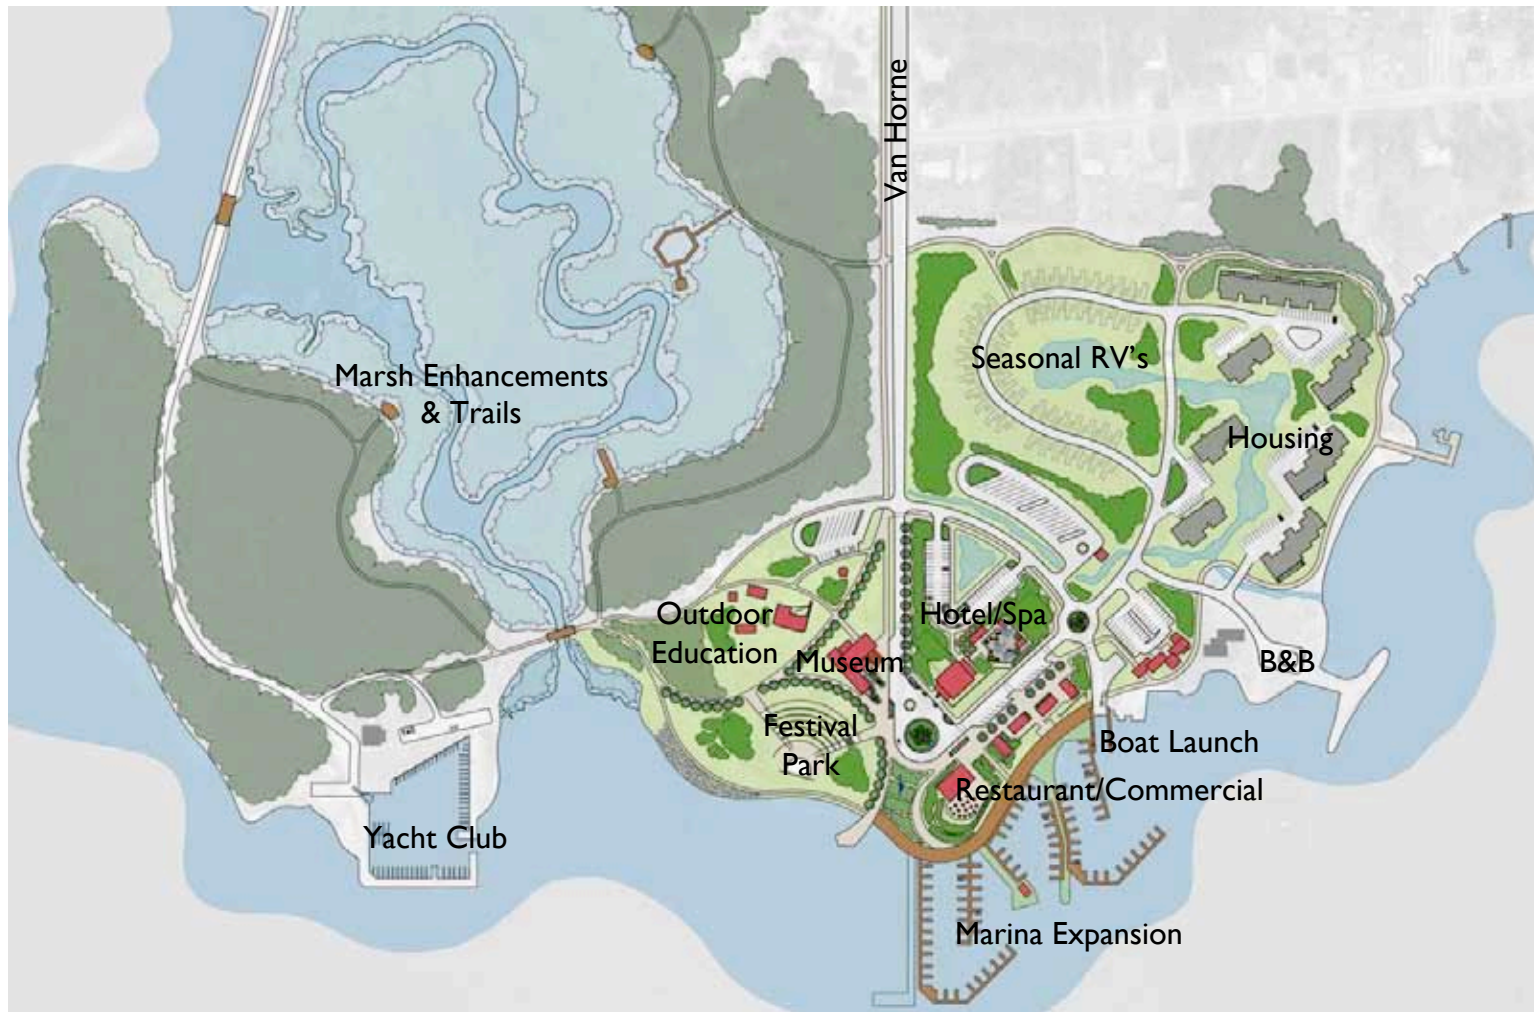 Van Horne
Seasonal RV's
Marsh Enhancements
& Trails
Housing
Outdoor
Education
Hotel/Spa
Museum
B&B
Festival
Park
Boat Launch
Restaurant/Commercial
Yacht Club
Marina Expansion